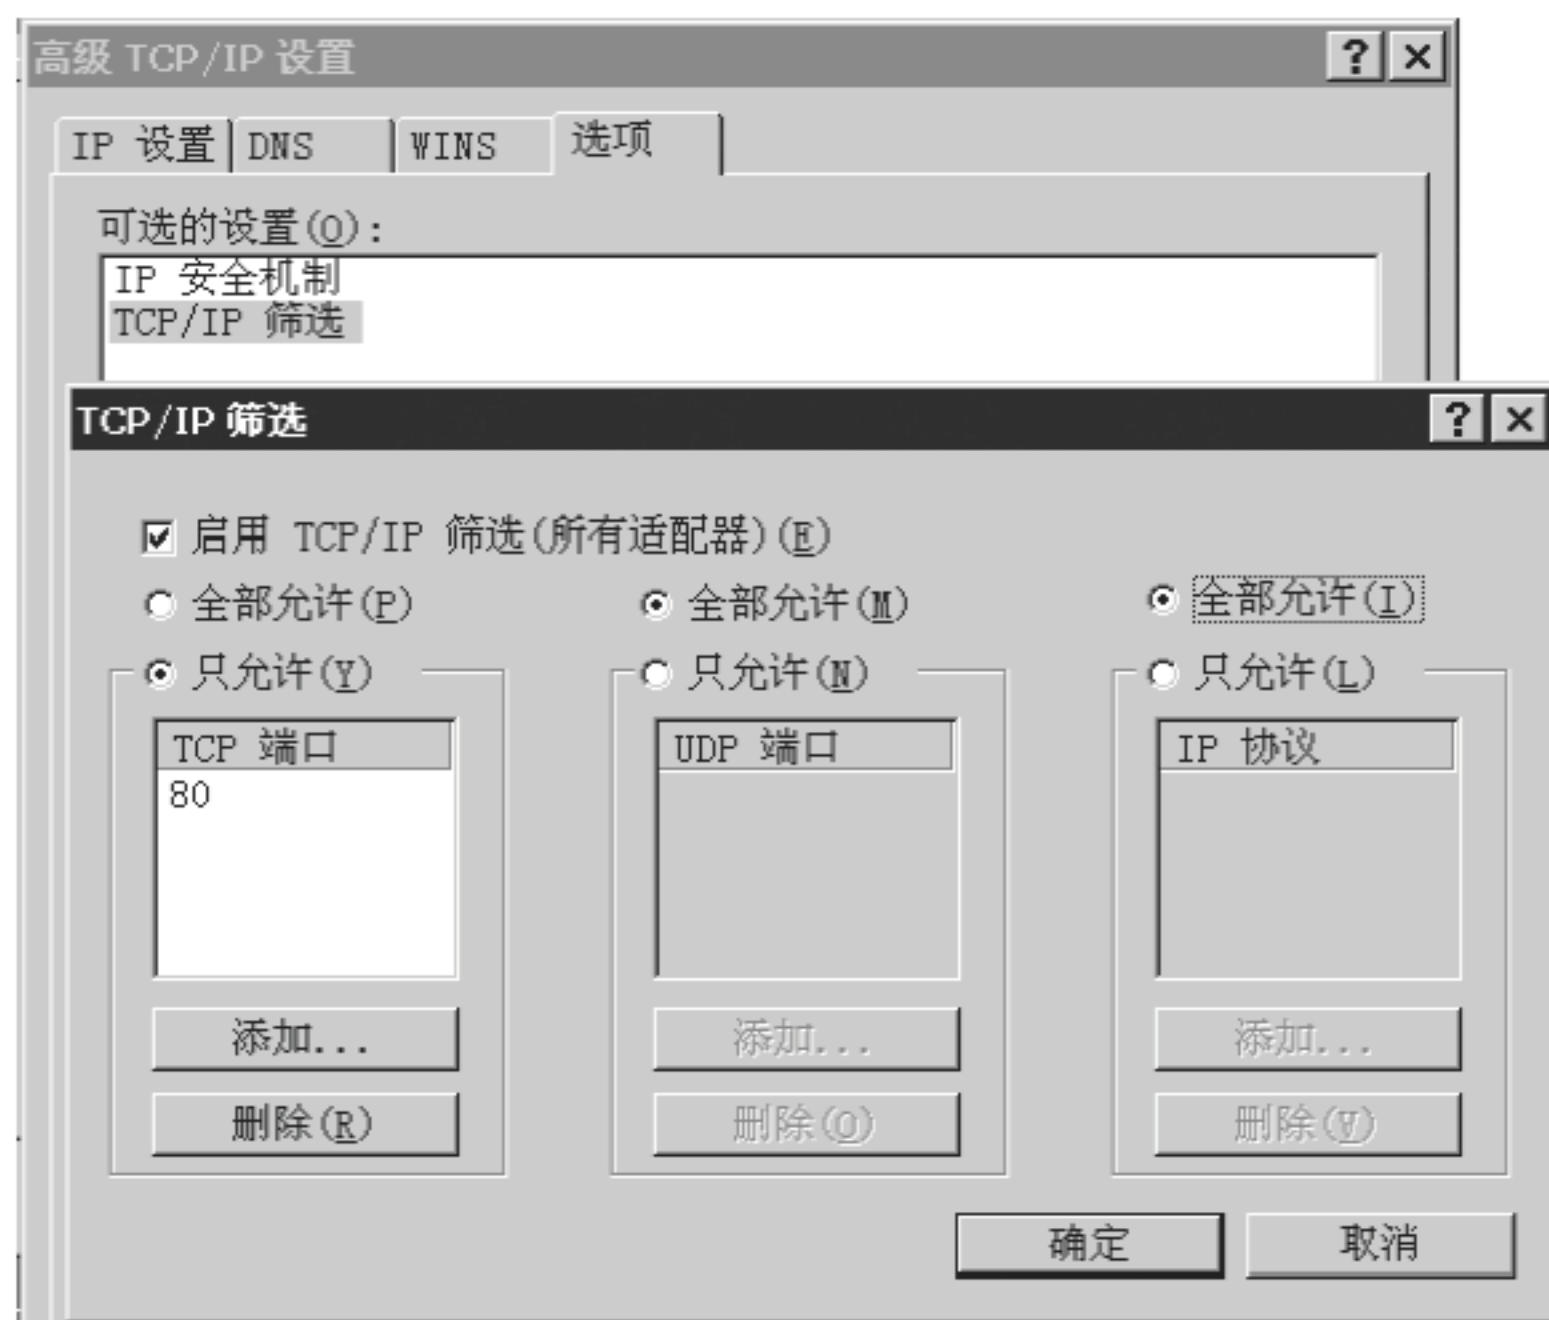 高级 TCP/IP 设置
IP 设置 DNS WINS 选项
可选的设置(O):
IP 安全机制
TCP/IP 筛选
TCP/IP 筛选
启用 TCP/IP 筛选(所有适配器)(E)
全部允许(P) 全部允许(M) 全部允许(I)
只允许(Y) 只允许(N) 只允许(L)
TCP 端口 UDP 端口 IP 协议
80
添加... 添加... 添加...
删除(R) 删除(O) 删除(V)
确定 取消